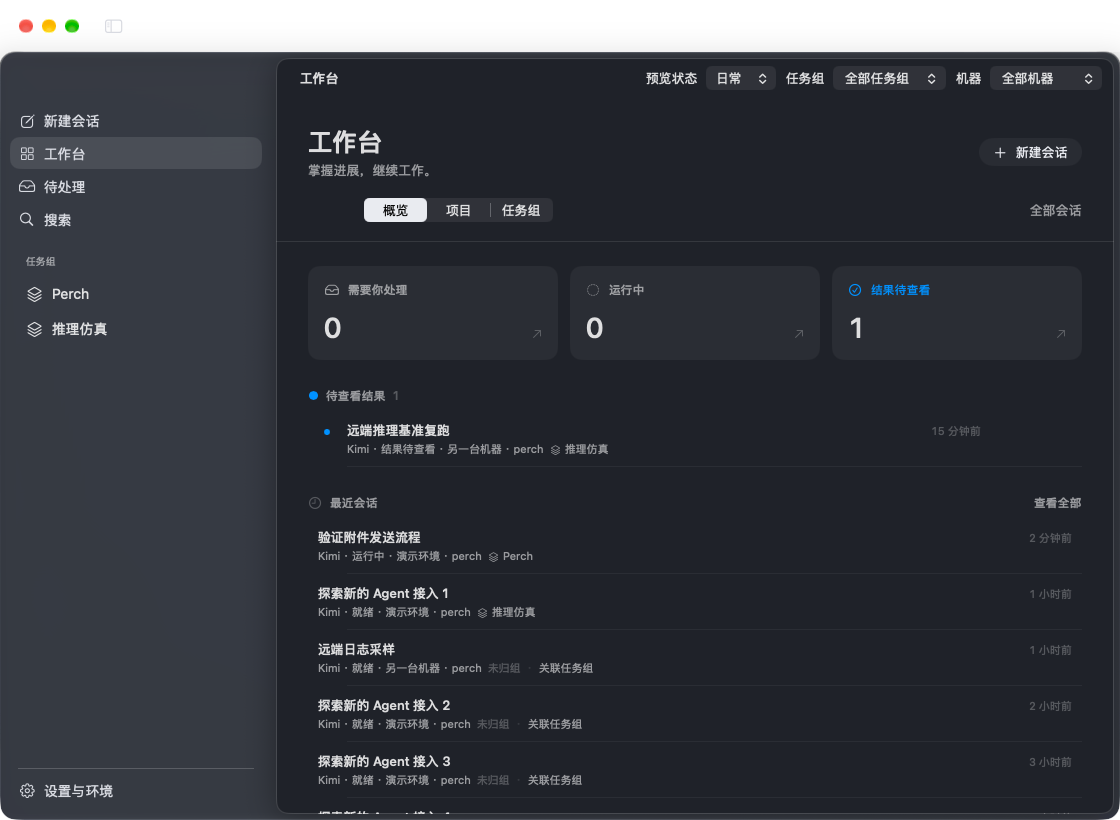 新建会话
工作台
待处理
搜索
任务组
Perch
推理仿真
设置与环境
工作台 预览状态 日常 任务组 全部任务组 机器 全部机器
工作台
掌握进展，继续工作。
新建会话
概览 项目 任务组 全部会话
需要你处理
0
运行中
0
结果待查看
1
待查看结果 1
远端推理基准复跑 15 分钟前
Kimi · 结果待查看 · 另一台机器 · perch 推理仿真
最近会话 查看全部
验证附件发送流程 2 分钟前
Kimi · 运行中 · 演示环境 · perch Perch
探索新的 Agent 接入 1 1 小时前
Kimi · 就绪 · 演示环境 · perch 推理仿真
远端日志采样 1 小时前
Kimi · 就绪 · 另一台机器 · perch 未归组 · 关联任务组
探索新的 Agent 接入 2 2 小时前
Kimi · 就绪 · 演示环境 · perch 未归组 · 关联任务组
探索新的 Agent 接入 3 3 小时前
Kimi · 就绪 · 演示环境 · perch 未归组 · 关联任务组